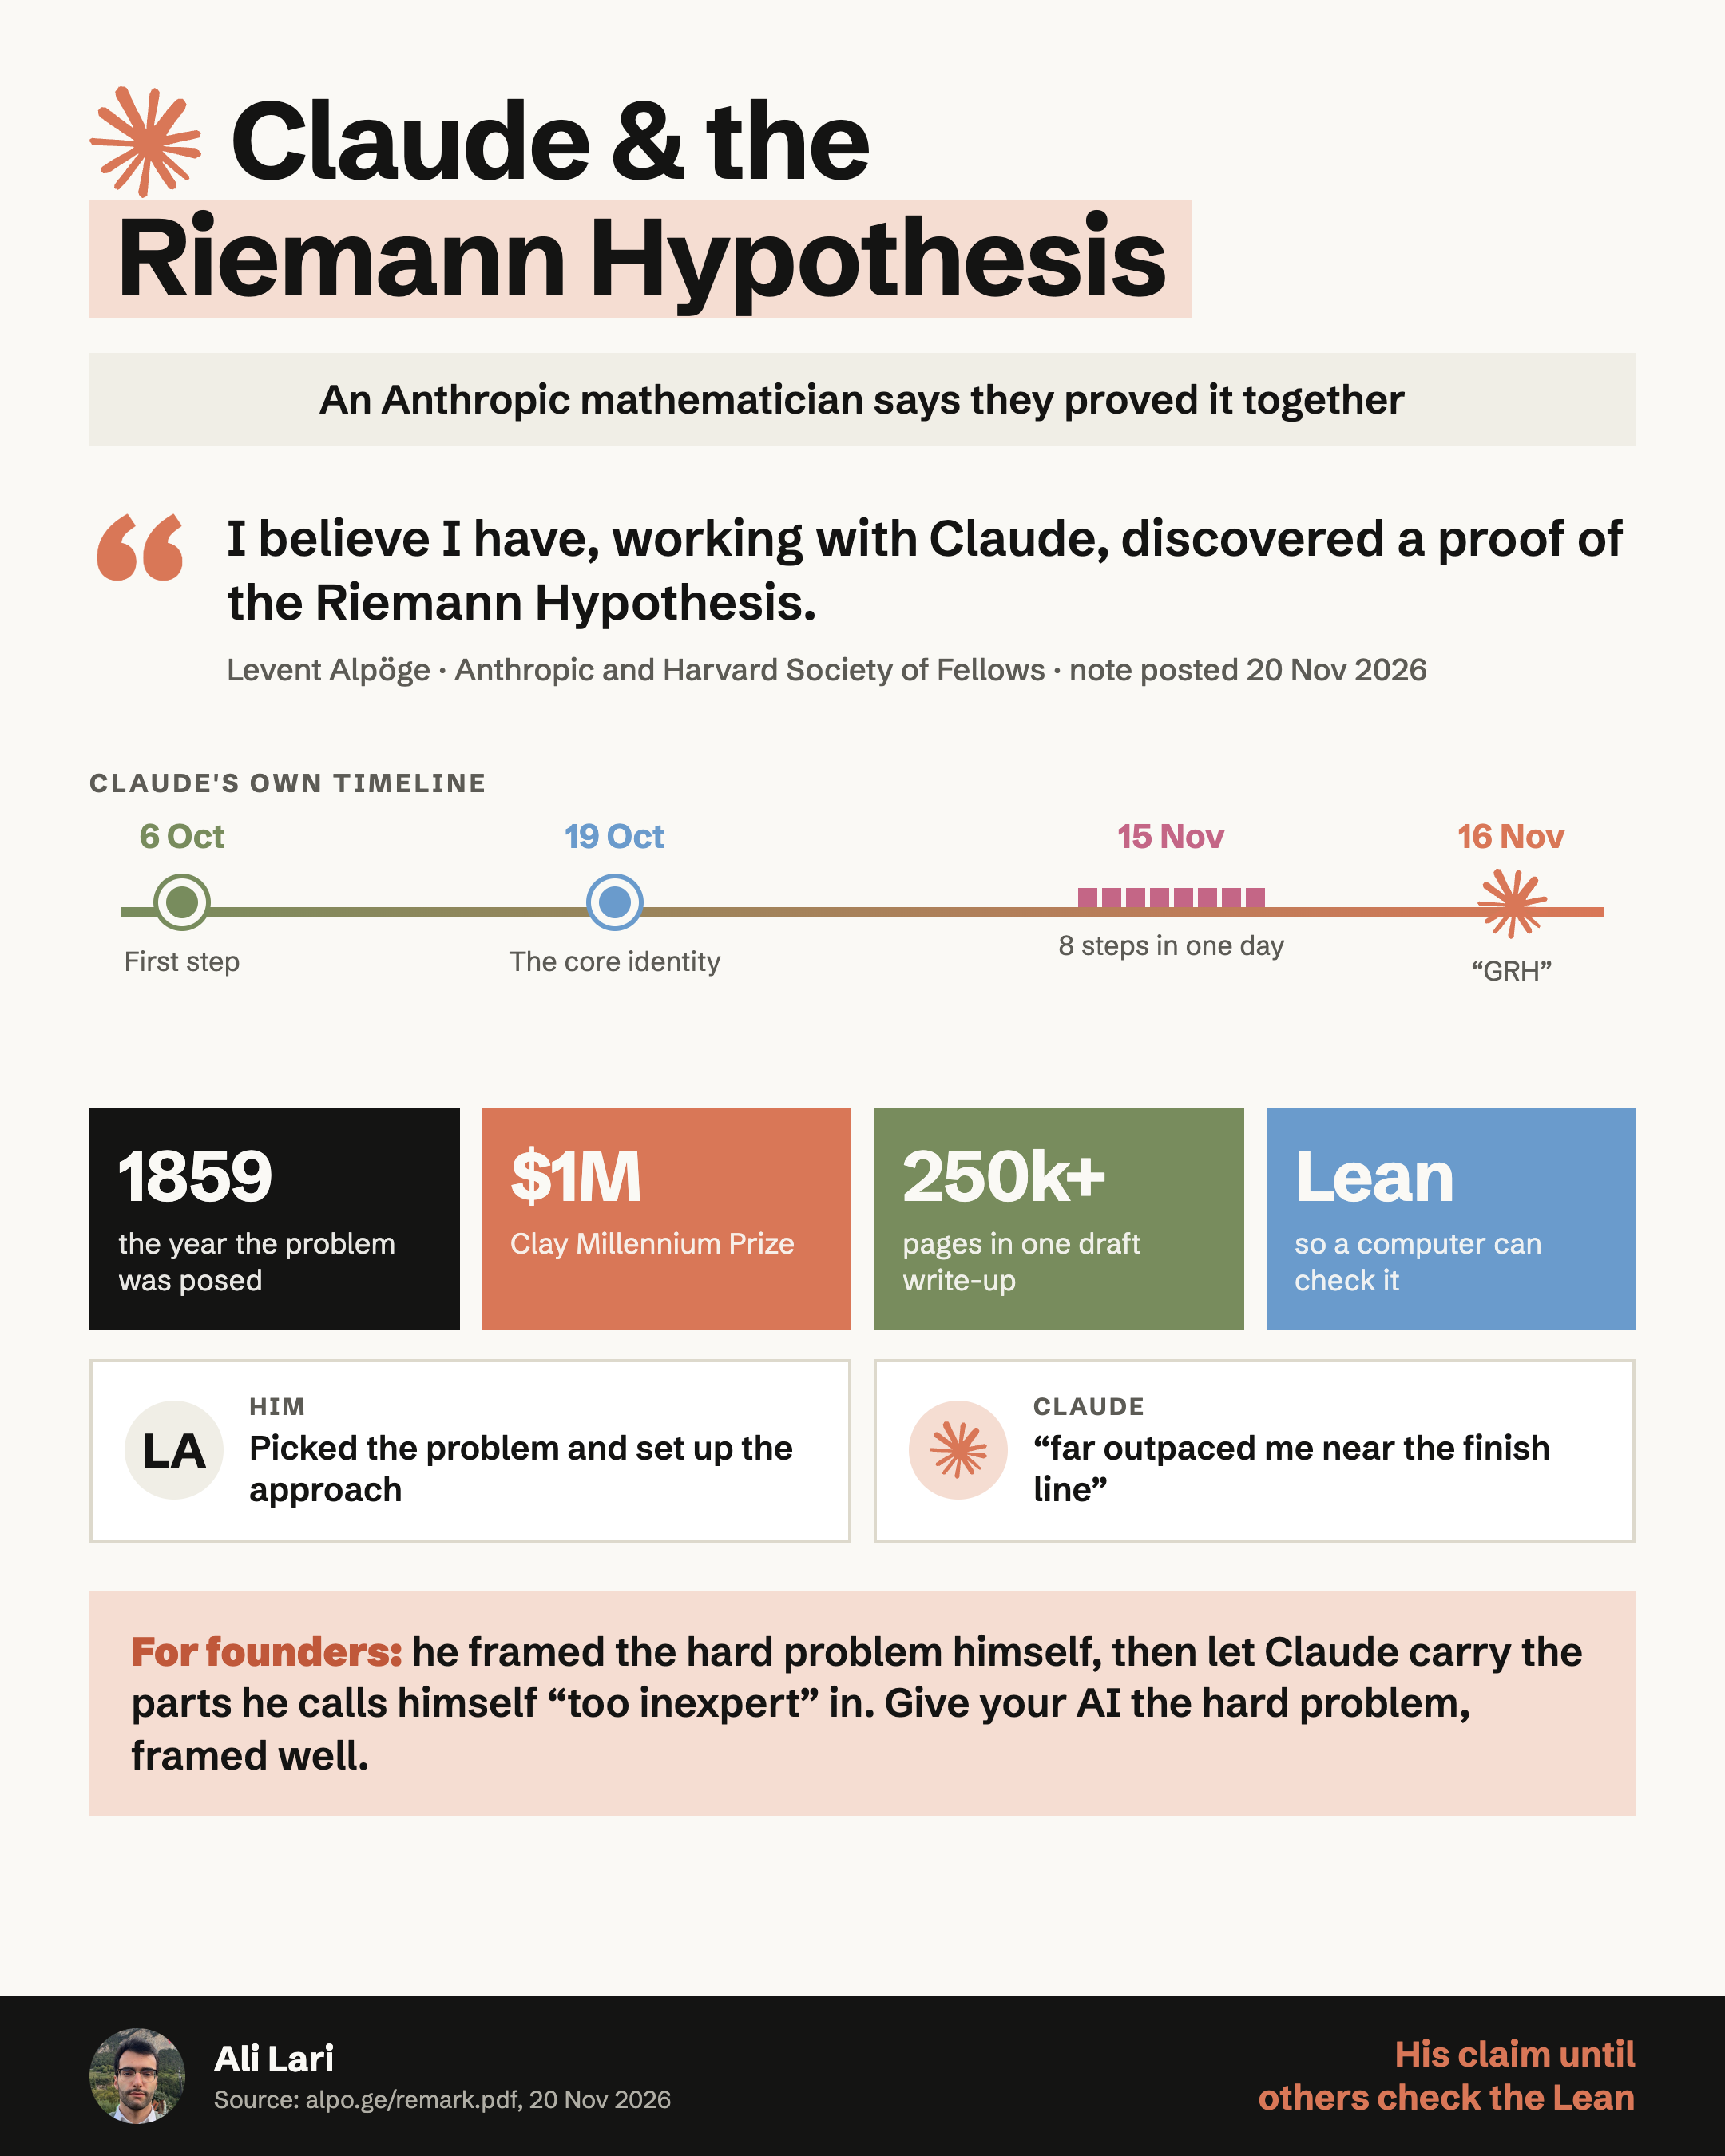 Claude & the
Riemann Hypothesis
An Anthropic mathematician says they proved it together
“
I believe I have, working with Claude, discovered a proof of
the Riemann Hypothesis.
Levent Alpöge · Anthropic and Harvard Society of Fellows · note posted 20 Nov 2026
CLAUDE'S OWN TIMELINE
6 Oct
19 Oct
15 Nov
16 Nov
First step
The core identity
8 steps in one day
“GRH”
1859
the year the problem
was posed
$1M
Clay Millennium Prize
250k+
pages in one draft
write-up
Lean
so a computer can
check it
LA
HIM
Picked the problem and set up the
approach
CLAUDE
“far outpaced me near the finish
line”
For founders: he framed the hard problem himself, then let Claude carry the
parts he calls himself “too inexpert” in. Give your AI the hard problem,
framed well.
Ali Lari
Source: alpo.ge/remark.pdf, 20 Nov 2026
His claim until
others check the Lean